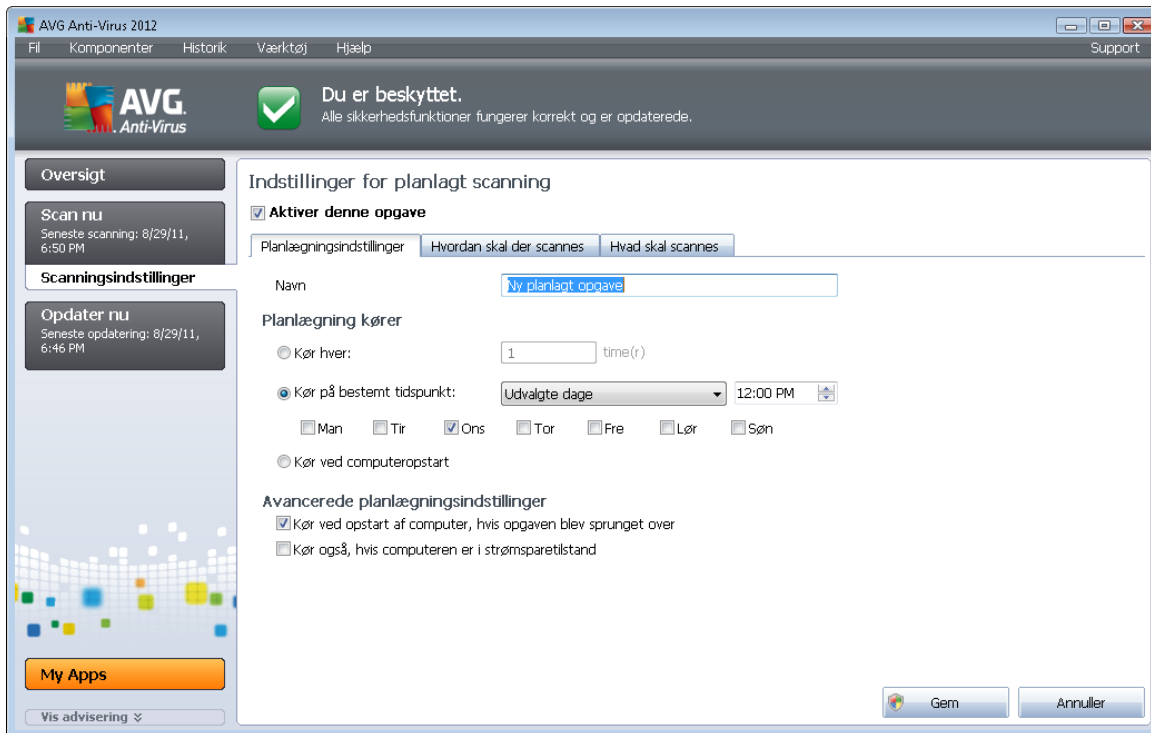 AVG Anti-Virus 2012
Fil Komponenter Historik Værktøj Hjælp Support
AVG.
Anti-Virus
Du er beskyttet.
Alle sikkerhedsfunktioner fungerer korrekt og er opdaterede.
Oversigt
Scan nu
Seneste scanning: 8/29/11,
6:50 PM
Scanningsindstillinger
Opdater nu
Seneste opdatering: 8/29/11,
6:46 PM
My Apps
Vis advisering
Indstillinger for planlagt scanning
Aktiver denne opgave
Planlægningsindstillinger Hvordan skal der scannes Hvad skal scannes
Navn Ny planlagt opgave
Planlægning kører
Kør hver: 1 time(r)
Kør på bestemt tidspunkt: Udvalgte dage 12:00 PM
Man Tir Ons Tor Fre Lør Søn
Kør ved computeropstart
Avancerede planlægningsindstillinger
Kør ved opstart af computer, hvis opgaven blev sprunget over
Kør også, hvis computeren er i strømsparetilstand
Gem Annuller